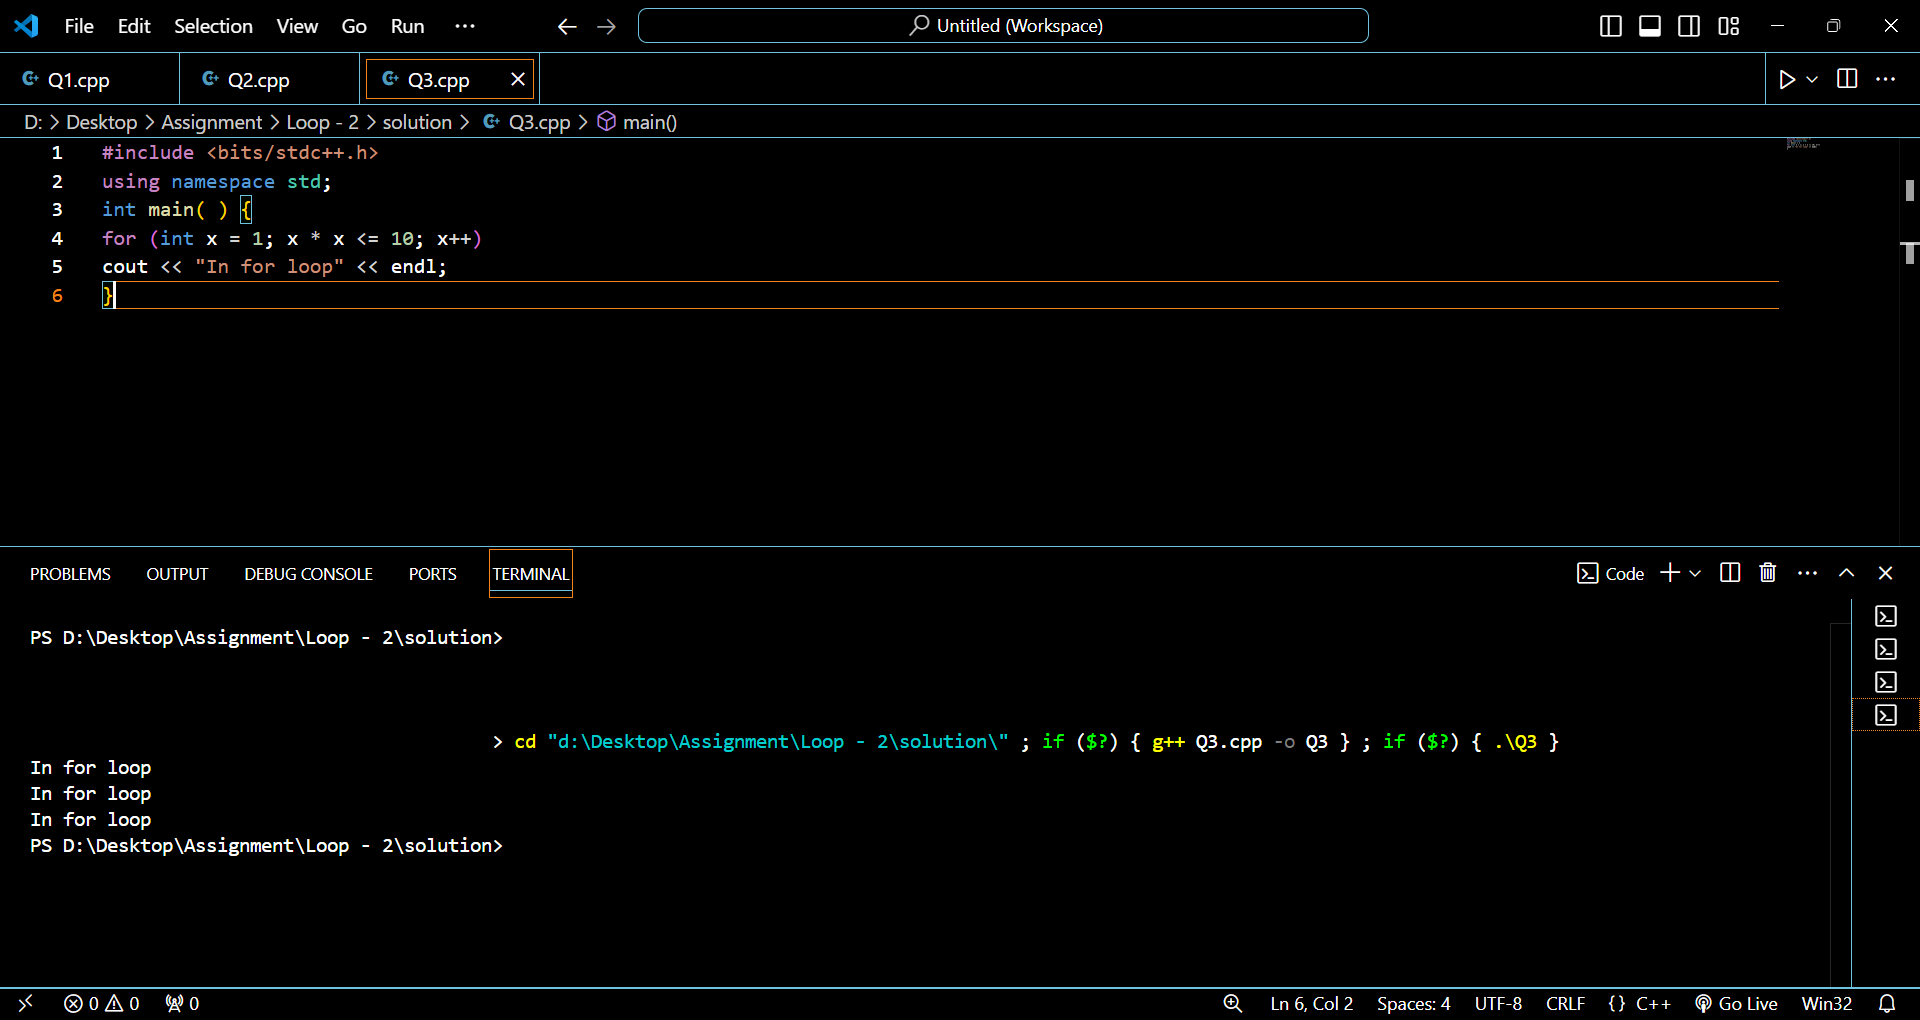 File Edit Selection View Go Run ··· Untitled (Workspace)
Q1.cpp Q2.cpp Q3.cpp
D: > Desktop > Assignment > Loop - 2 > solution > Q3.cpp > main()
1 #include <bits/stdc++.h>
2 using namespace std;
3 int main( ) {
4 for (int x = 1; x * x <= 10; x++)
5 cout << "In for loop" << endl;
6 }
PROBLEMS OUTPUT DEBUG CONSOLE PORTS TERMINAL Code
PS D:\Desktop\Assignment\Loop - 2\solution>
> cd "d:\Desktop\Assignment\Loop - 2\solution\" ; if ($?) { g++ Q3.cpp -o Q3 } ; if ($?) { .\Q3 }
In for loop
In for loop
In for loop
PS D:\Desktop\Assignment\Loop - 2\solution>
0 0 0 Ln 6, Col 2 Spaces: 4 UTF-8 CRLF {} C++ Go Live Win32